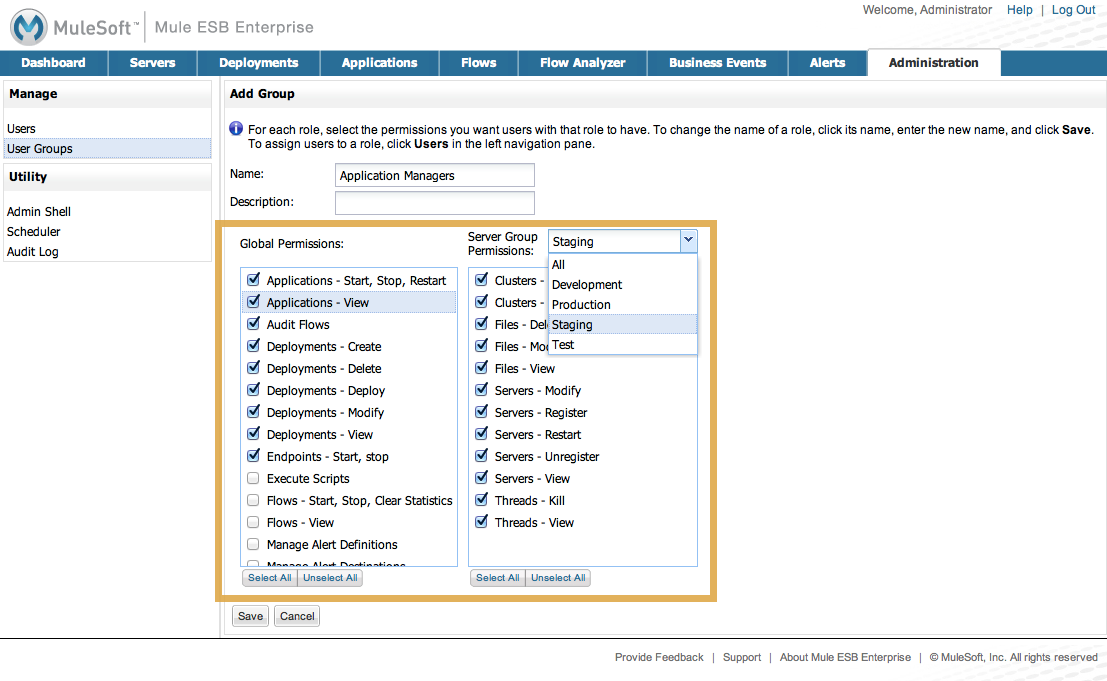 Welcome, Administrator Help | Log Out
MuleSoft™ Mule ESB Enterprise
Dashboard Servers Deployments Applications Flows Flow Analyzer Business Events Alerts Administration
Manage
Users
User Groups
Utility
Admin Shell
Scheduler
Audit Log
Add Group
For each role, select the permissions you want users with that role to have. To change the name of a role, click its name, enter the new name, and click Save.
To assign users to a role, click Users in the left navigation pane.
Name: Application Managers
Description:
Global Permissions:
Applications - Start, Stop, Restart
Applications - View
Audit Flows
Deployments - Create
Deployments - Delete
Deployments - Deploy
Deployments - Modify
Deployments - View
Endpoints - Start, stop
Execute Scripts
Flows - Start, Stop, Clear Statistics
Flows - View
Manage Alert Definitions
Manage Alert Destinations
Select All Unselect All
Server Group
Permissions:
Staging
All
Development
Production
Staging
Test
Clusters -
Clusters -
Files - Del
Files - Mod
Files - View
Servers - Modify
Servers - Register
Servers - Restart
Servers - Unregister
Servers - View
Threads - Kill
Threads - View
Select All Unselect All
Save Cancel
Provide Feedback | Support | About Mule ESB Enterprise | © MuleSoft, Inc. All rights reserved